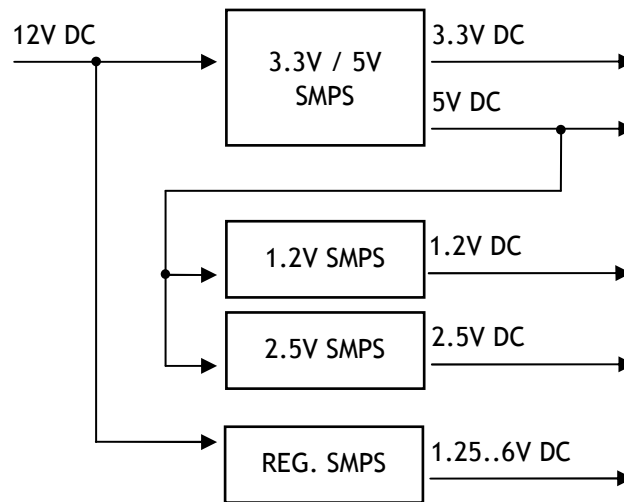 12V DC
3.3V / 5V
SMPS
3.3V DC
5V DC
1.2V SMPS
1.2V DC
2.5V SMPS
2.5V DC
REG. SMPS
1.25..6V DC